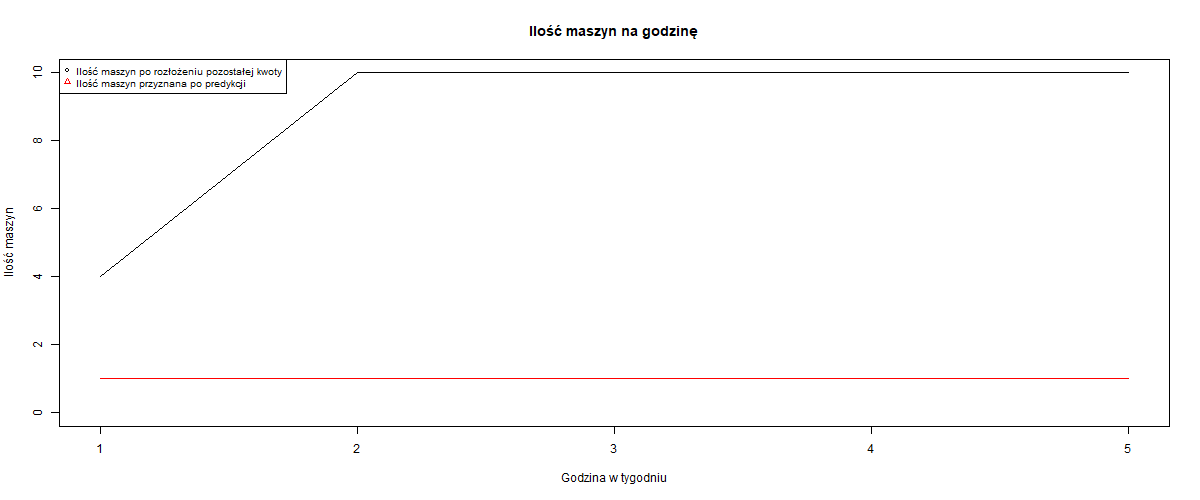 Ilość maszyn na godzinę
Ilość maszyn po rozłożeniu pozostałej kwoty
Ilość maszyn przyznana po predykcji
Ilość maszyn
10
8
6
4
2
0
1 2 3 4 5
Godzina w tygodniu